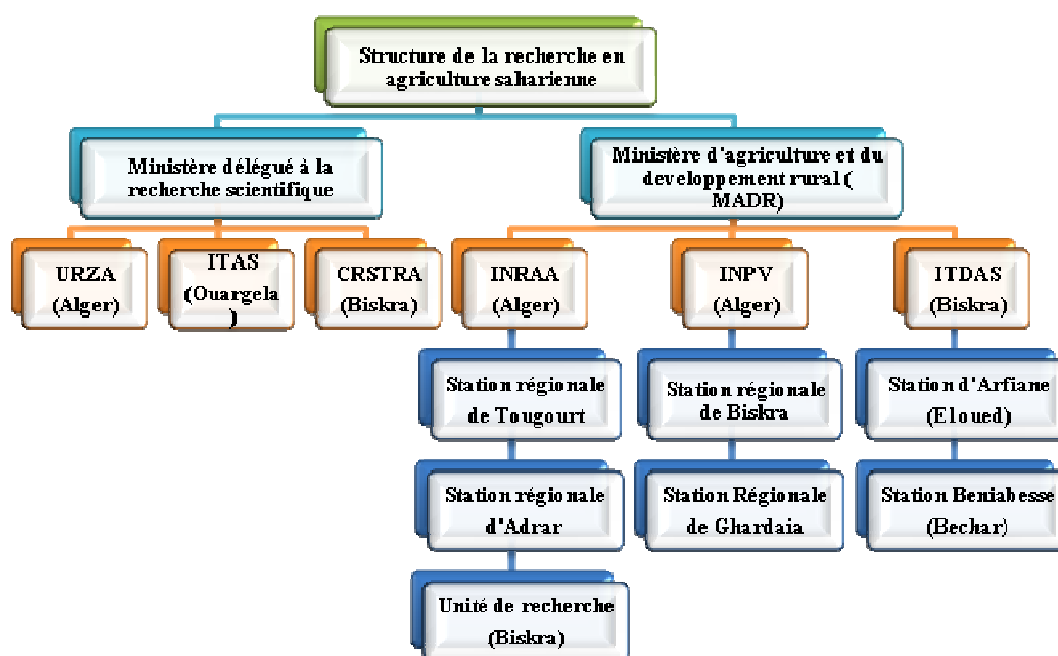 Structure de la recherche en
agriculture saharienne
Ministère délégué à la
recherche scientifique
Ministère d'agriculture et du
developpement rural (
MADR)
URZA
(Alger)
ITAS
(Ouargela
)
CRSTRA
(Biskra)
INRAA
(Alger)
INPV
(Alger)
ITDAS
(Biskra)
Station régionale
de Tougourt
Station régionale
de Biskra
Station d'Arfiane
(Eloued)
Station régionale
d'Adrar
Station Régionale
de Ghardaia
Station Beniabesse
(Bechar)
Unité de recherche
(Biskra)